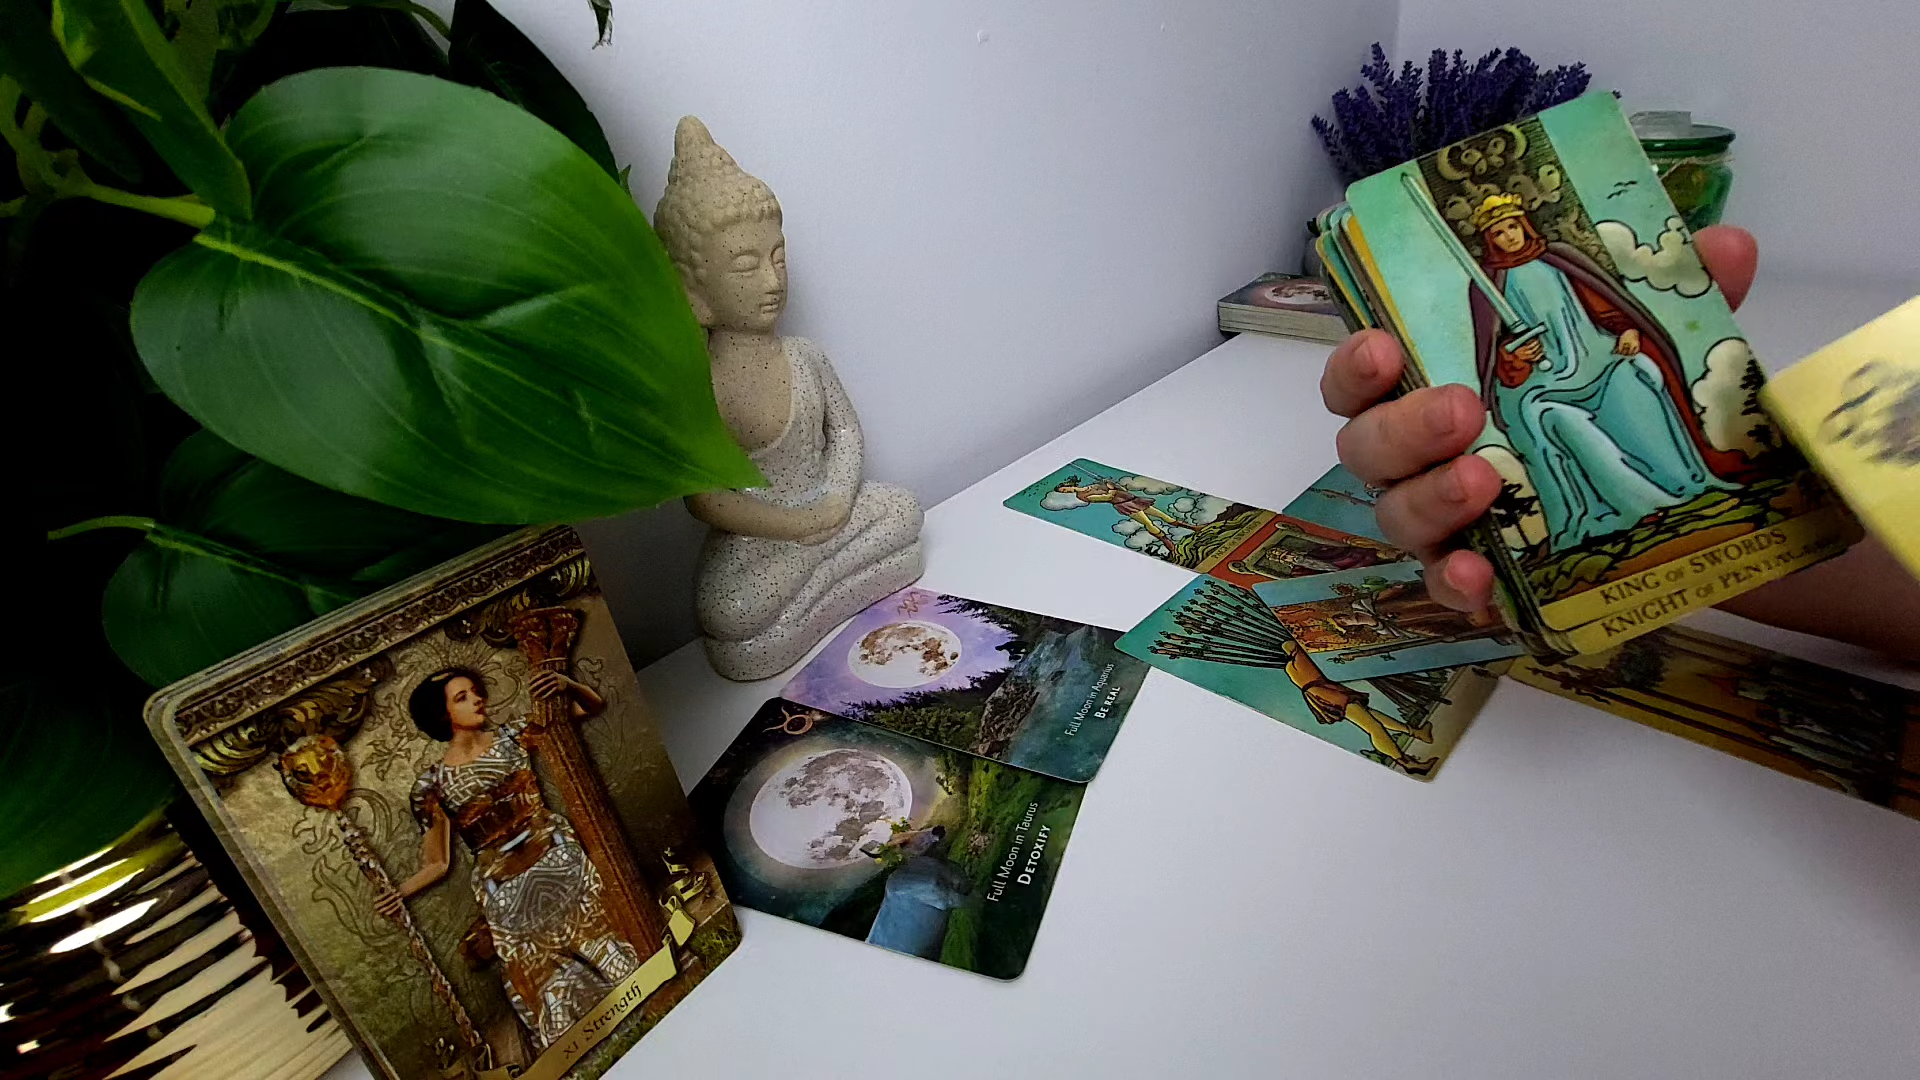 KING OF SWORDS
KNIGHT OF PENTACLES
Full Moon in Aquarius
BE REAL
Full Moon in Taurus
DETOXIFY
XI Strength